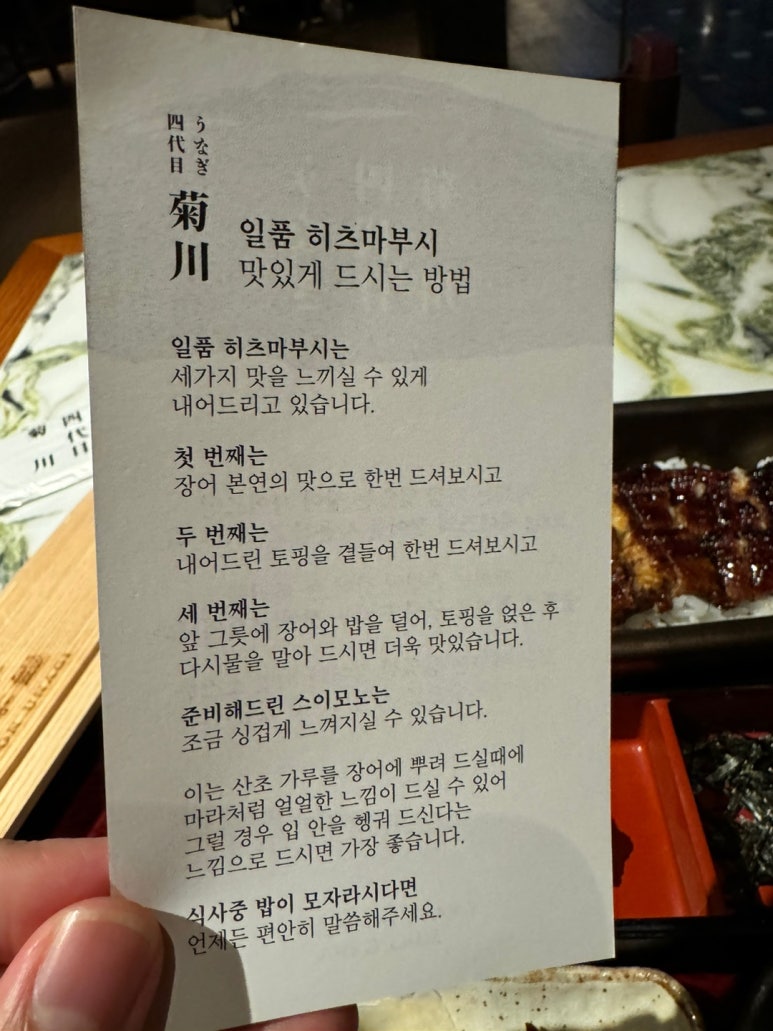 うなぎ
四代目
菊川
일품 히츠마부시
맛있게 드시는 방법
일품 히츠마부시는
세가지 맛을 느끼실 수 있게
내어드리고 있습니다.
첫 번째는
장어 본연의 맛으로 한번 드셔보시고
두 번째는
내어드린 토핑을 곁들여 한번 드셔보시고
세 번째는
앞 그릇에 장어와 밥을 덜어, 토핑을 얹은 후
다시물을 말아 드시면 더욱 맛있습니다.
준비해드린 스이모노는
조금 싱겁게 느껴지실 수 있습니다.
이는 산초 가루를 장어에 뿌려 드실때에
마라처럼 얼얼한 느낌이 드실 수 있어
그럴 경우 입 안을 헹궈 드신다는
느낌으로 드시면 가장 좋습니다.
식사중 밥이 모자라시다면
언제든 편안히 말씀해주세요.
四代目
菊川